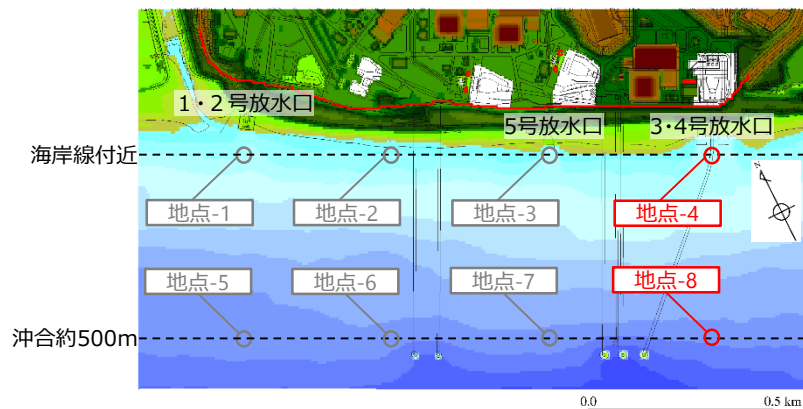 1・2号放水口
5号放水口
3・4号放水口
海岸線付近
N
地点-1
地点-2
地点-3
地点-4
地点-5
地点-6
地点-7
地点-8
沖合約500m
0.0
0.5 km